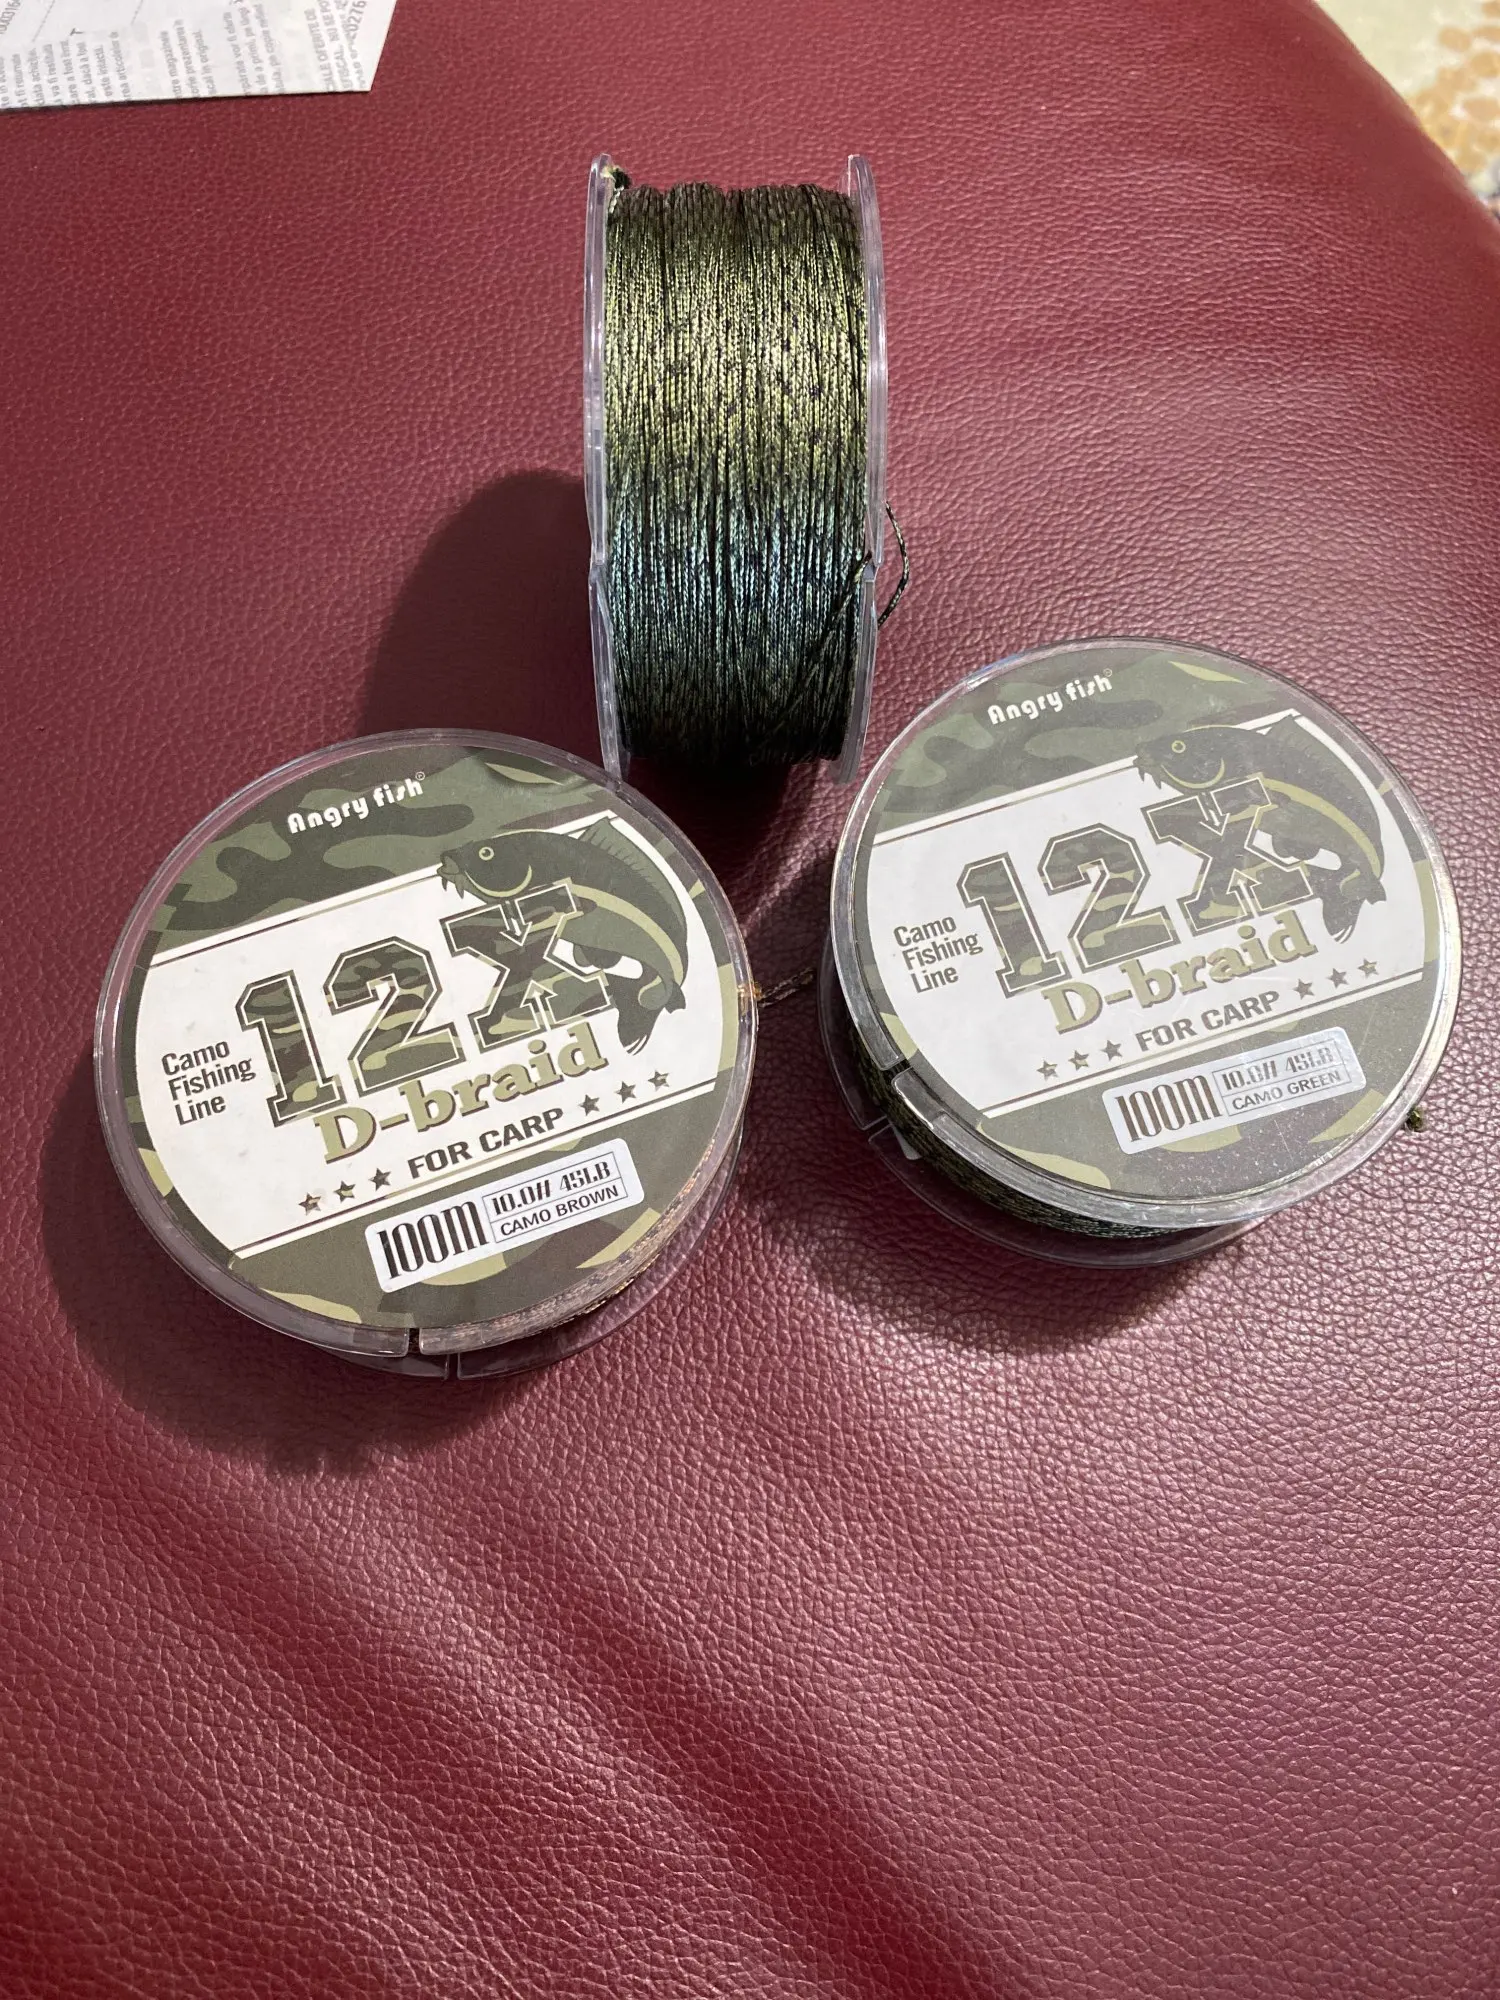 Angry fish
12X
Camo
Fishing
Line
D-braid
FOR CARP
100M
10.0# 45LB
CAMO BROWN
Angry fish
12X
Camo
Fishing
Line
D-braid
FOR CARP
100M
10.0# 45LB
CAMO GREEN